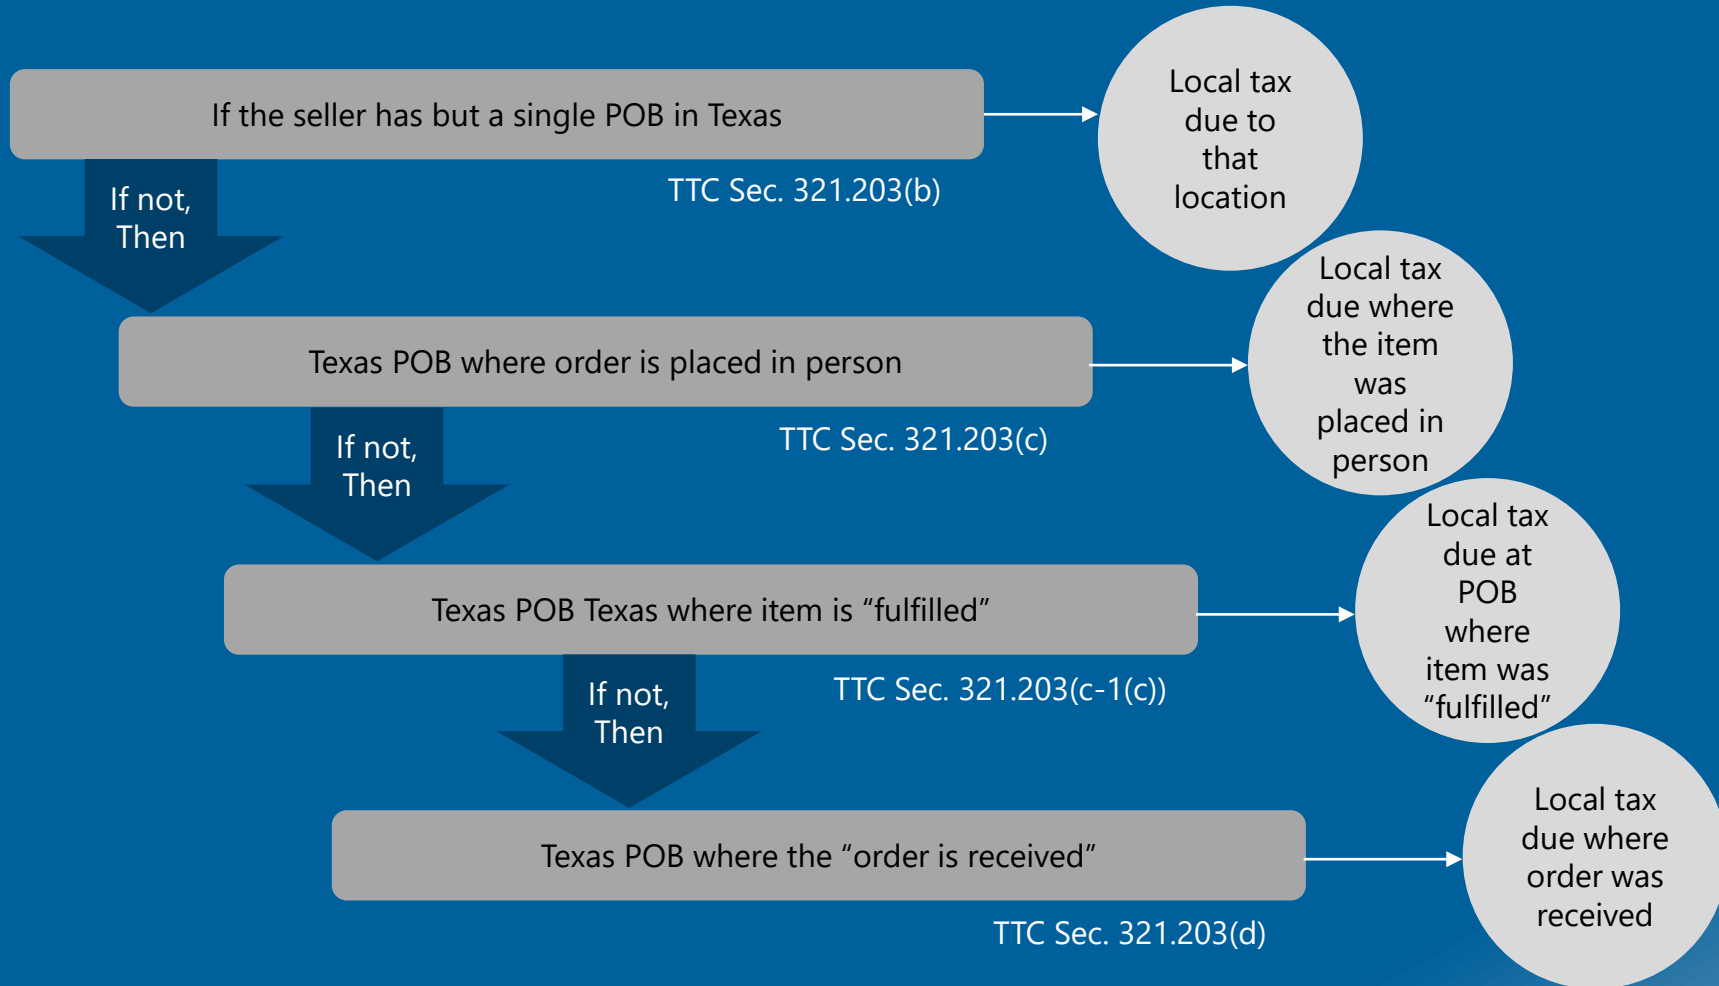 If the seller has but a single POB in Texas
Local tax
due to
that
location
TTC Sec. 321.203(b)
If not,
Then
Texas POB where order is placed in person
Local tax
due where
the item
was
placed in
person
TTC Sec. 321.203(c)
If not,
Then
Texas POB Texas where item is “fulfilled”
Local tax
due at
POB
where
item was
“fulfilled”
TTC Sec. 321.203(c-1(c))
If not,
Then
Texas POB where the “order is received”
Local tax
due where
order was
received
TTC Sec. 321.203(d)